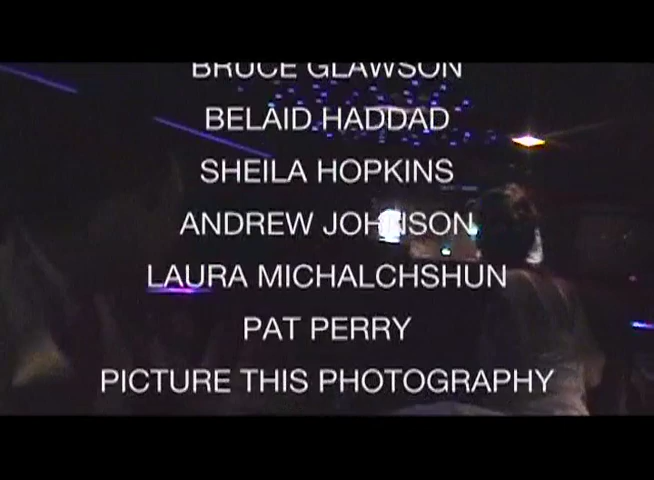 BRUCE GLAWSON
BELAID HADDAD
SHEILA HOPKINS
ANDREW JOHNSON
LAURA MICHALCHSHUN
PAT PERRY
PICTURE THIS PHOTOGRAPHY